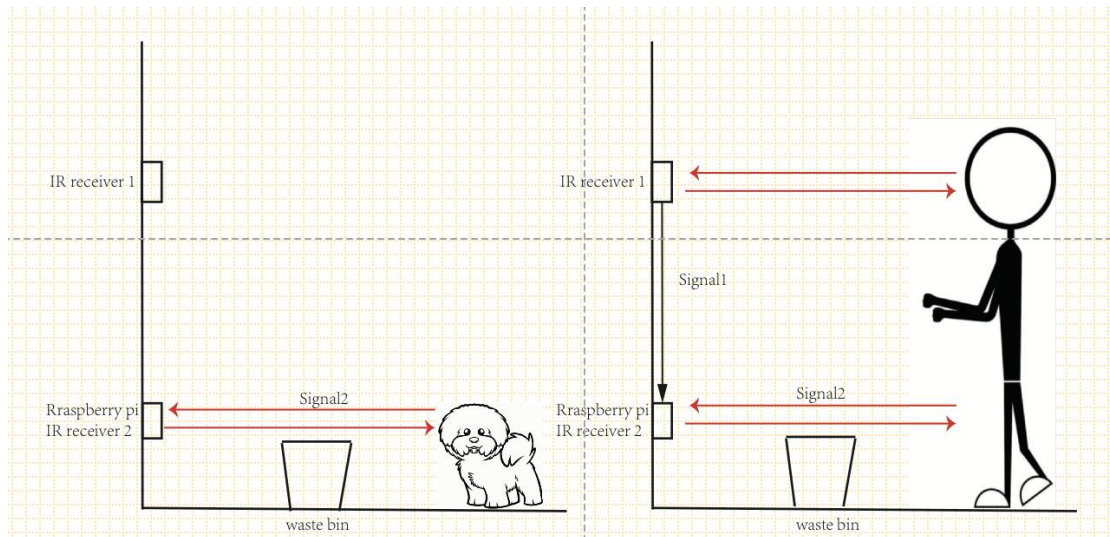 IR receiver 1
Signal2
Rraspberry pi
IR receiver 2
waste bin
IR receiver 1
Signal1
Signal2
Rraspberry pi
IR receiver 2
waste bin